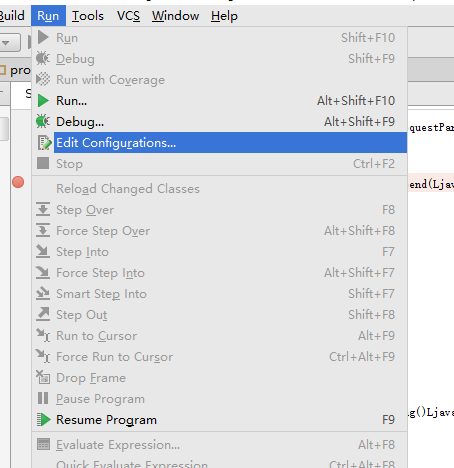 Build Run Tools VCS Window Help
Run Shift+F10
Debug Shift+F9
pro
Run with Coverage
S
Run... Alt+Shift+F10
Debug... Alt+Shift+F9
questPar
Edit Configurations...
Stop Ctrl+F2
Reload Changed Classes
end(Ljav
Step Over F8
Force Step Over Alt+Shift+F8
Step Into F7
Force Step Into Alt+Shift+F7
Smart Step Into Shift+F7
Step Out Shift+F8
Run to Cursor Alt+F9
Force Run to Cursor Ctrl+Alt+F9
Drop Frame
Pause Program
ng()Ljava
Resume Program F9
Evaluate Expression... Alt+F8
Quick Evaluate Expression Ctrl+Alt+F8